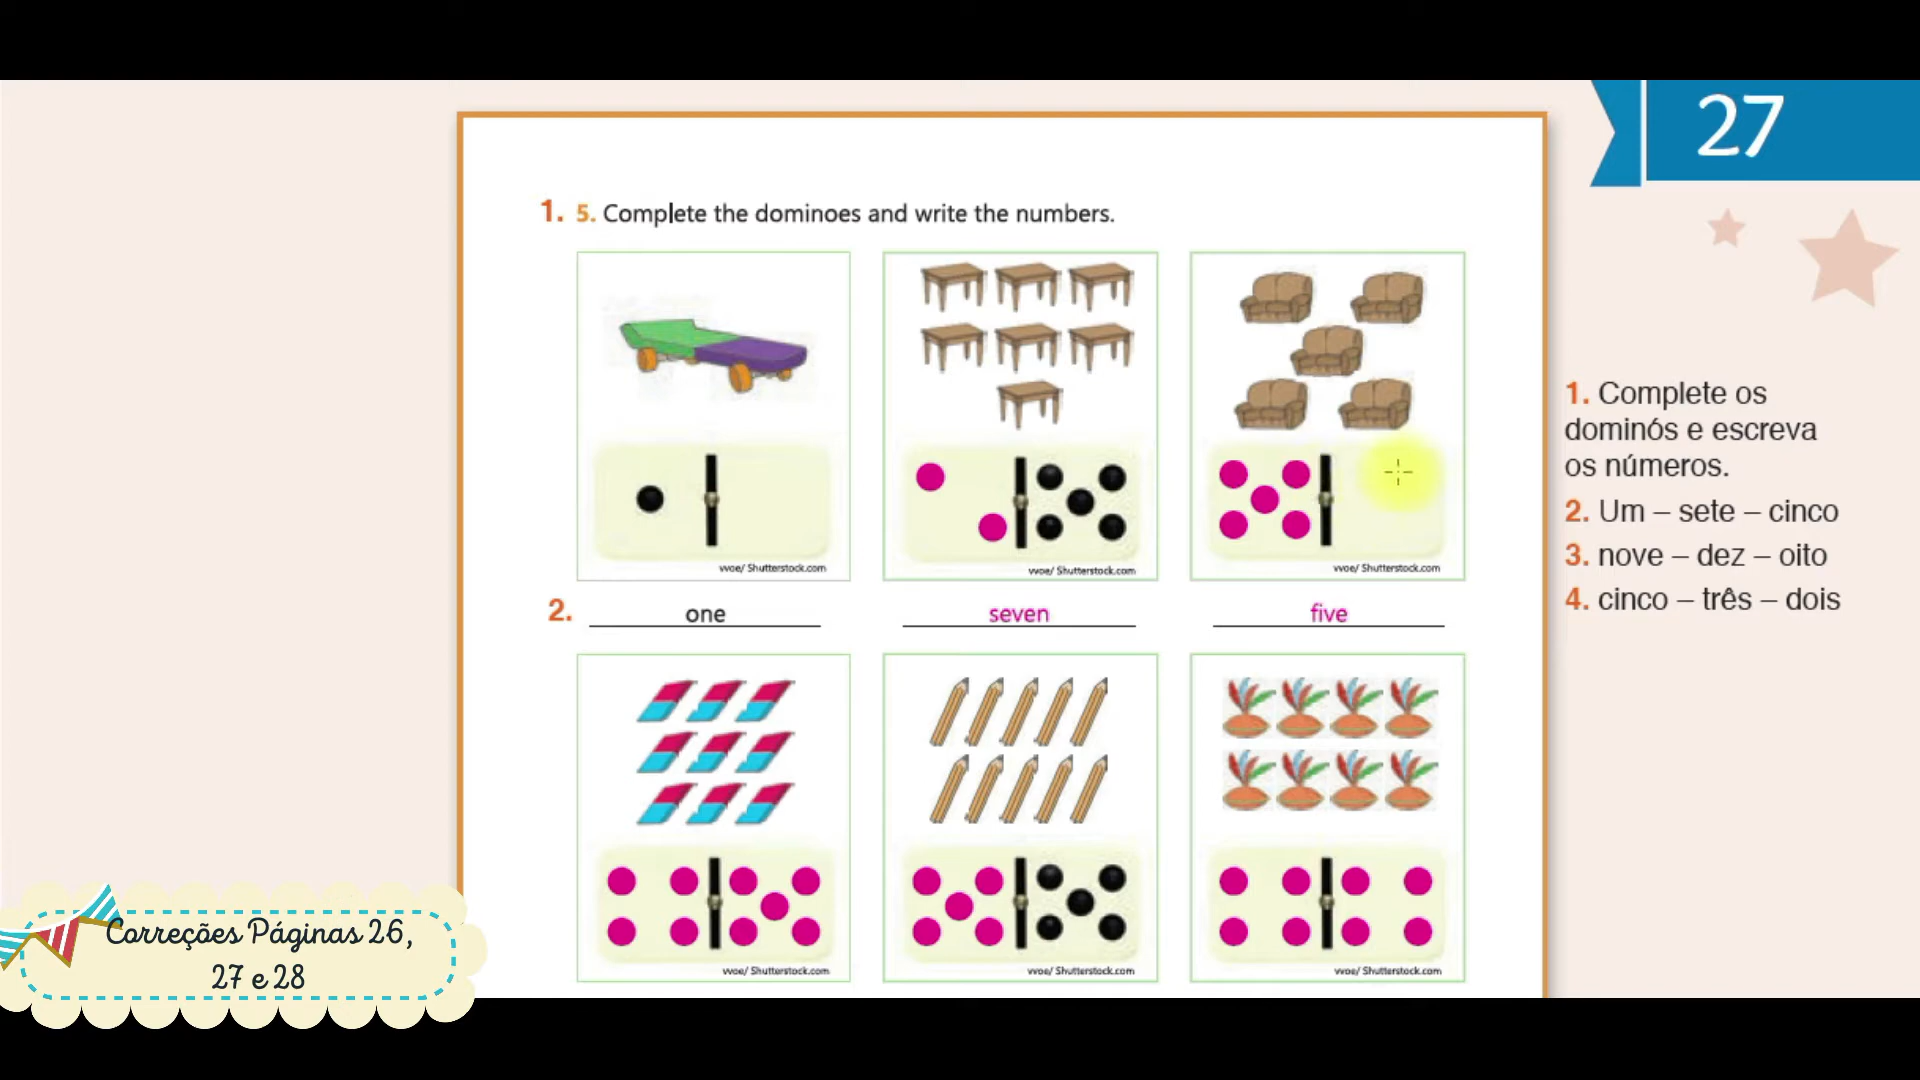 27
1. 5. Complete the dominoes and write the numbers.
vvoe/ Shutterstock.com
vvoe/ Shutterstock.com
vvoe/ Shutterstock.com
2. one seven five
vvoe/ Shutterstock.com
vvoe/ Shutterstock.com
vvoe/ Shutterstock.com
1. Complete os
dominós e escreva
os números.
2. Um – sete – cinco
3. nove – dez – oito
4. cinco – três – dois
Correções Páginas 26,
27 e 28